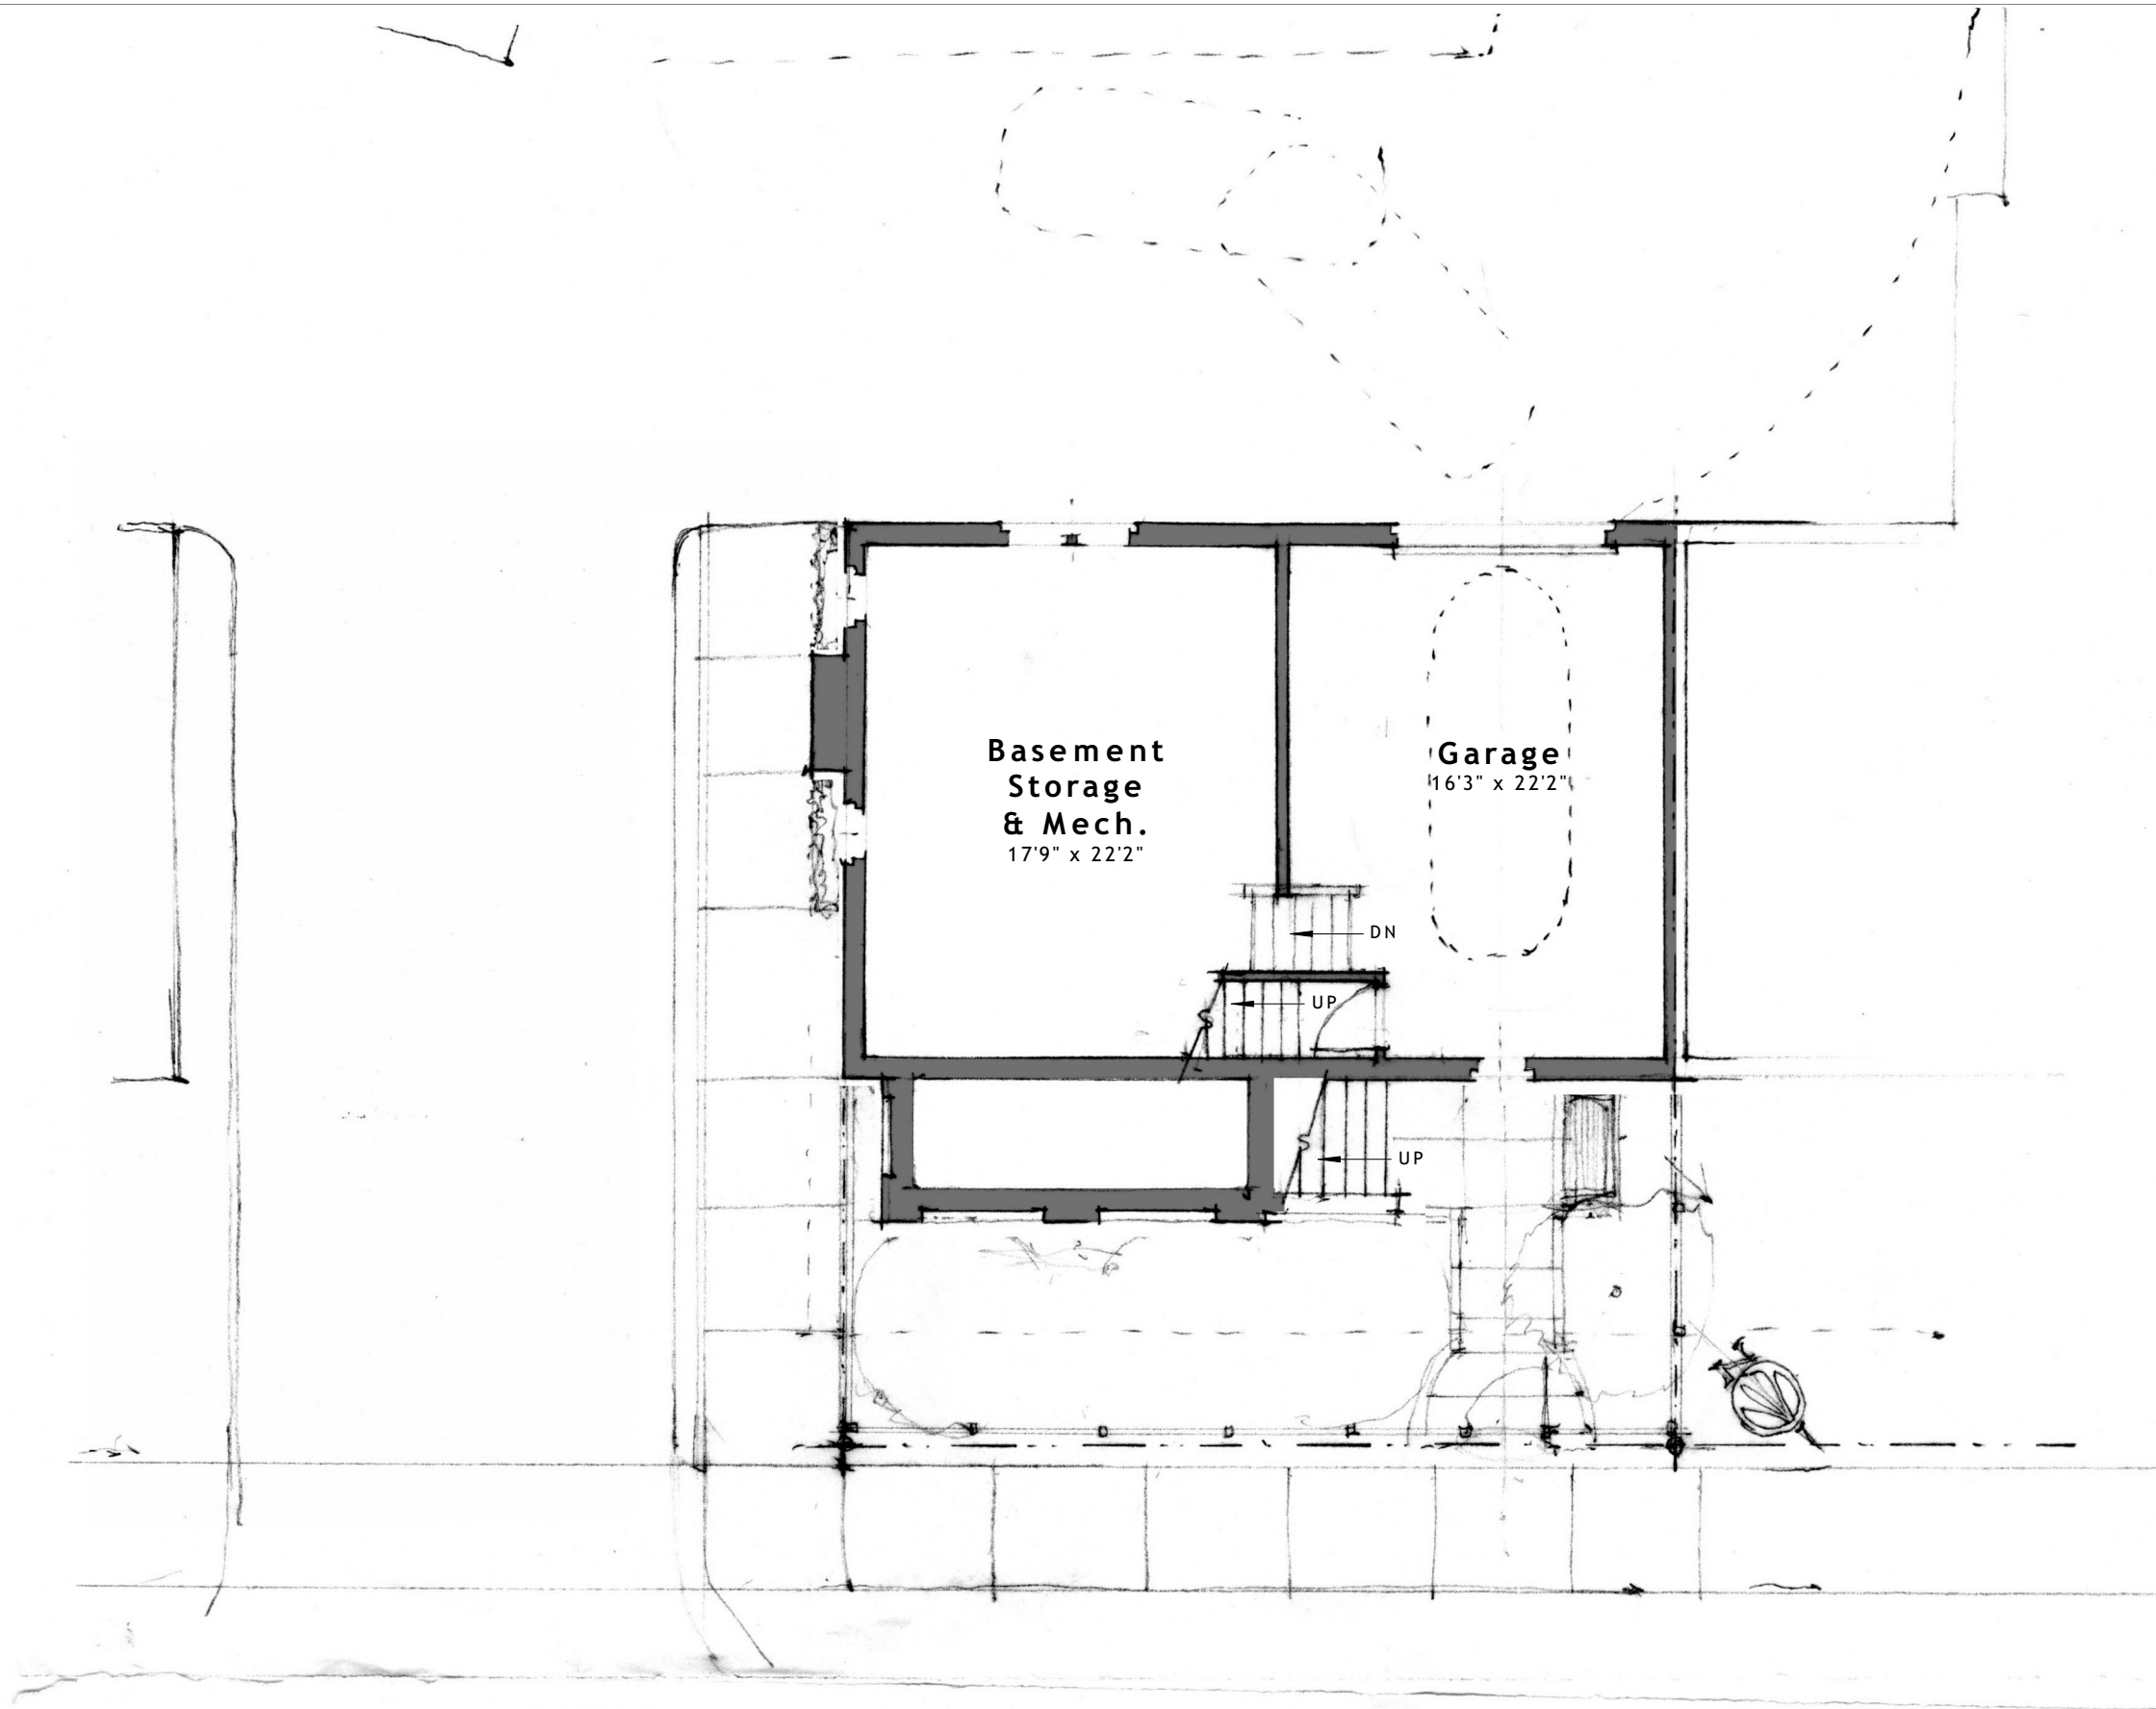 Basement
Storage
& Mech.
17'9" x 22'2"
Garage
16'3" x 22'2"
DN
UP
UP